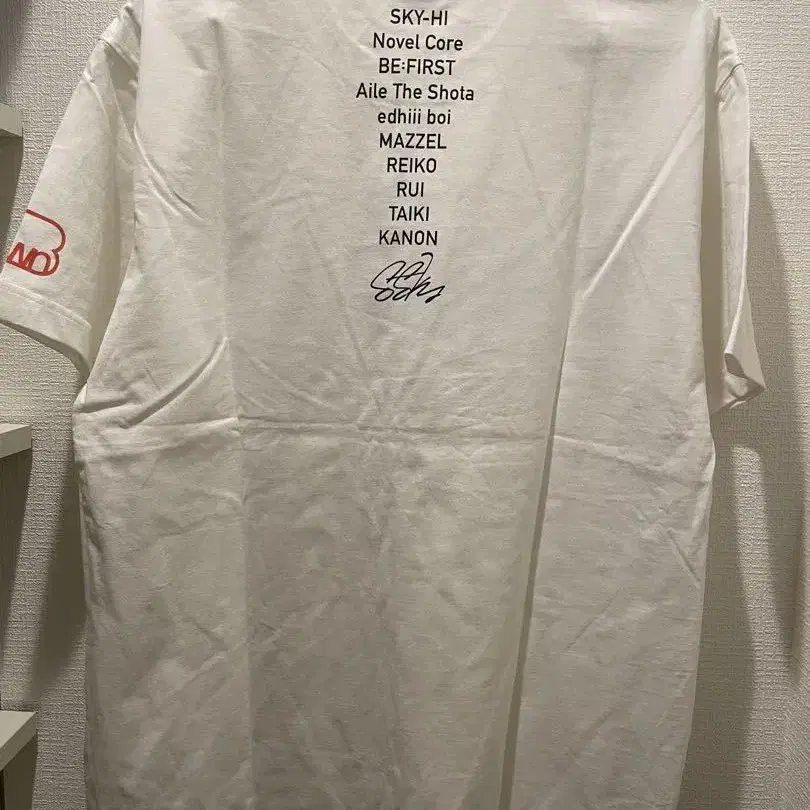 SKY-HI
Novel Core
BE:FIRST
Aile The Shota
edhiii boi
MAZZEL
REIKO
RUI
TAIKI
KANON